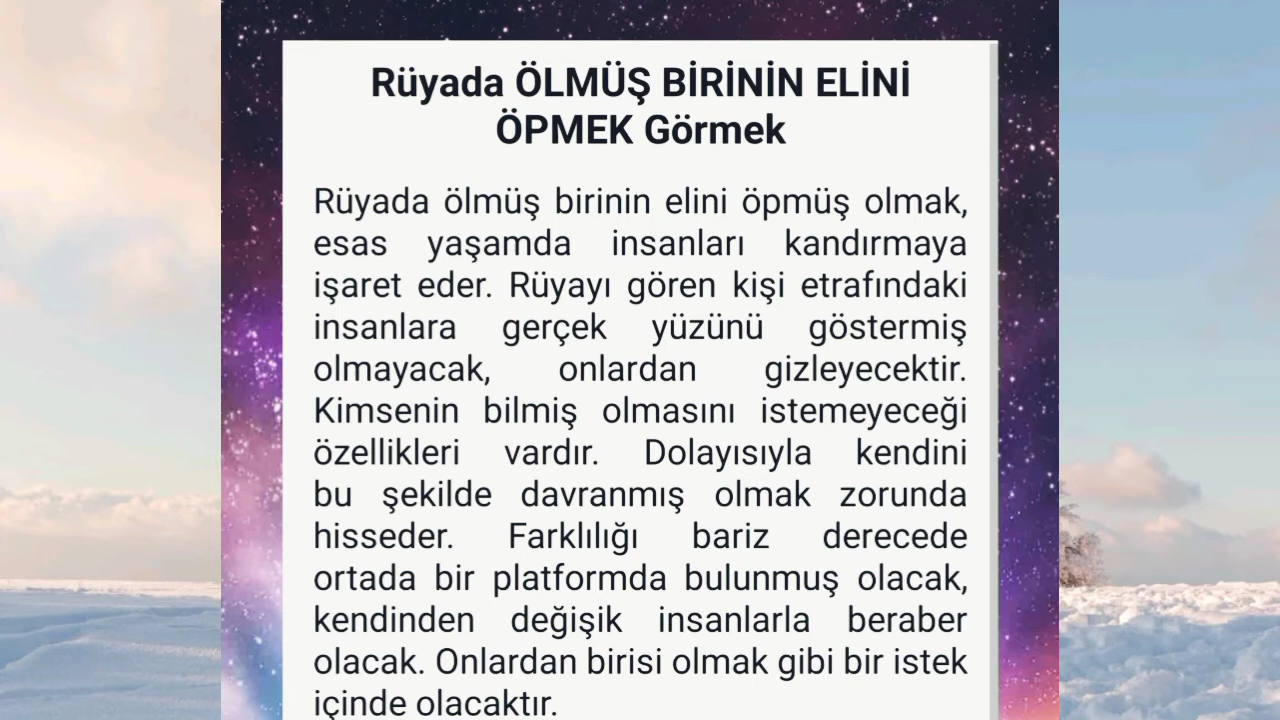 Rüyada ÖLMÜŞ BİRİNİN ELİNİ
ÖPMEK Görmek
Rüyada ölmüş birinin elini öpmüş olmak,
esas yaşamda insanları kandırmaya
işaret eder. Rüyayı gören kişi etrafındaki
insanlara gerçek yüzünü göstermiş
olmayacak, onlardan gizleyecektir.
Kimsenin bilmiş olmasını istemeyeceği
özellikleri vardır. Dolayısıyla kendini
bu şekilde davranmış olmak zorunda
hisseder. Farklılığı bariz derecede
ortada bir platformda bulunmuş olacak,
kendinden değişik insanlarla beraber
olacak. Onlardan birisi olmak gibi bir istek
içinde olacaktır.